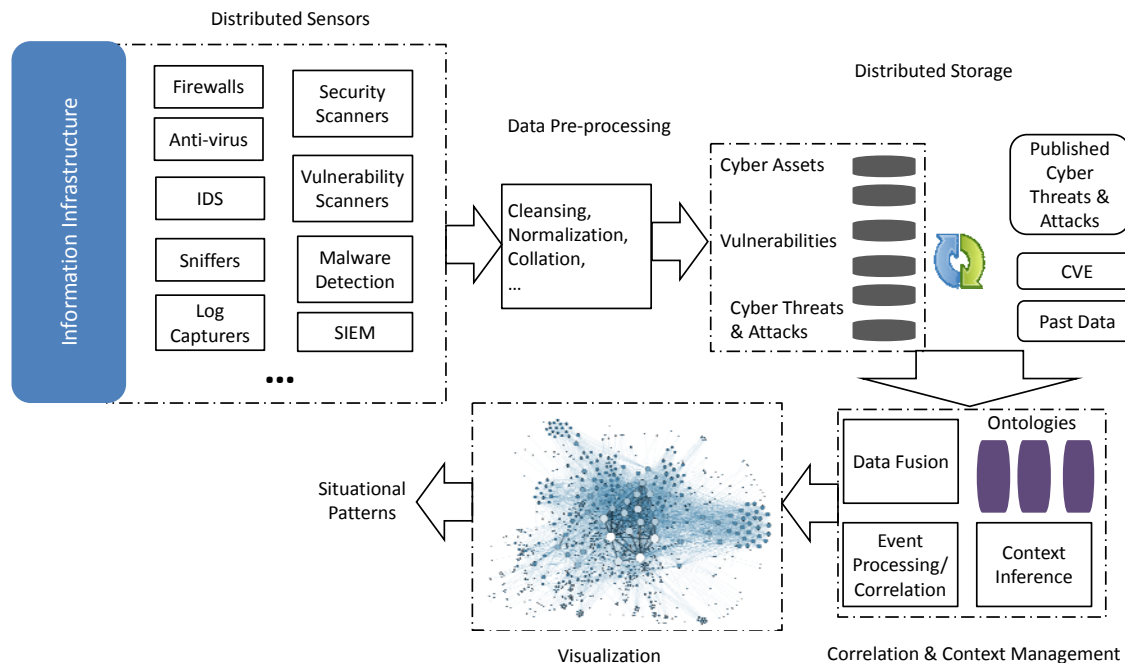 Distributed Sensors
Information Infrastructure
Firewalls
Anti-virus
IDS
Sniffers
Log
Capturers
Security
Scanners
Vulnerability
Scanners
Malware
Detection
SIEM
...
Data Pre-processing
Cleansing,
Normalization,
Collation,
…
Distributed Storage
Cyber Assets
Vulnerabilities
Cyber Threats
& Attacks
Published
Cyber
Threats &
Attacks
CVE
Past Data
Data Fusion
Ontologies
Event
Processing/
Correlation
Context
Inference
Correlation & Context Management
Visualization
Situational
Patterns